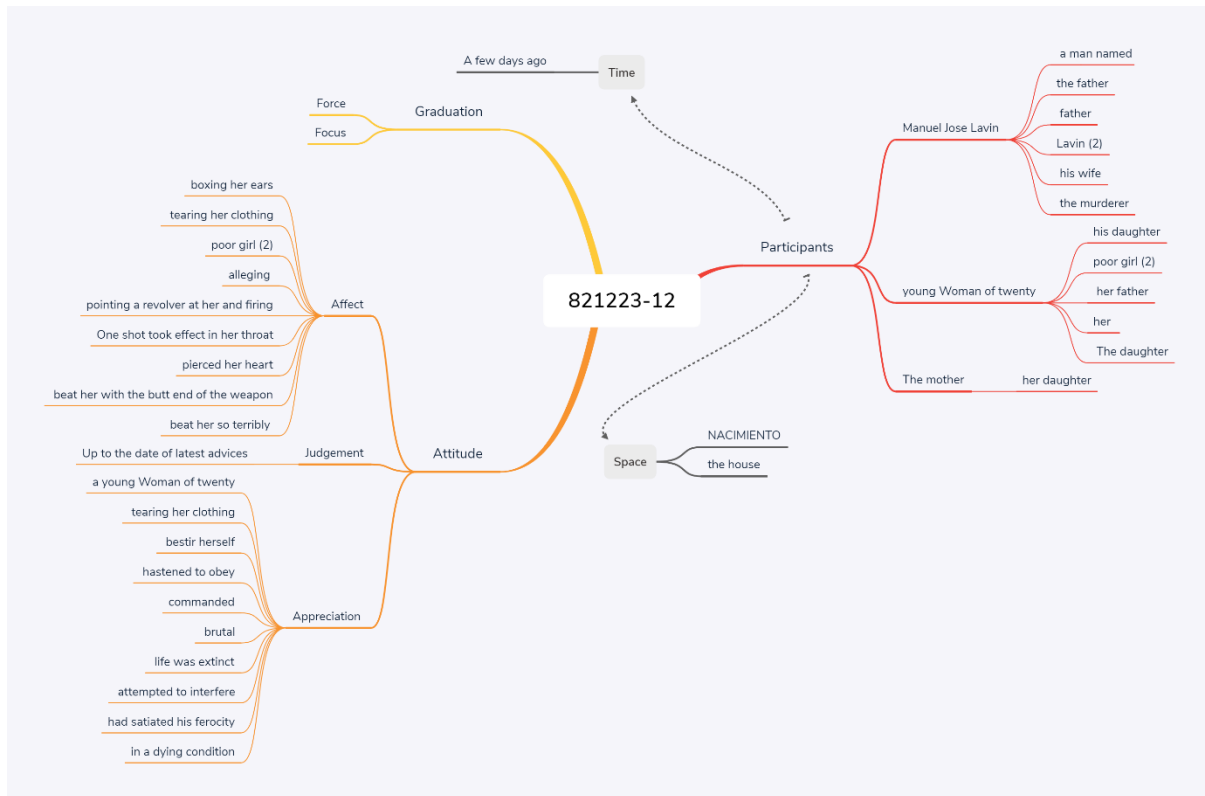 821223-12
Time
A few days ago
Graduation
Force
Focus
Attitude
Affect
boxing her ears
tearing her clothing
poor girl (2)
alleging
pointing a revolver at her and firing
One shot took effect in her throat
pierced her heart
beat her with the butt end of the weapon
beat her so terribly
Judgement
Up to the date of latest advices
Appreciation
a young Woman of twenty
tearing her clothing
bestir herself
hastened to obey
commanded
brutal
life was extinct
attempted to interfere
had satiated his ferocity
in a dying condition
Participants
Manuel Jose Lavin
a man named
the father
father
Lavin (2)
his wife
the murderer
young Woman of twenty
his daughter
poor girl (2)
her father
her
The daughter
The mother
her daughter
Space
NACIMIENTO
the house